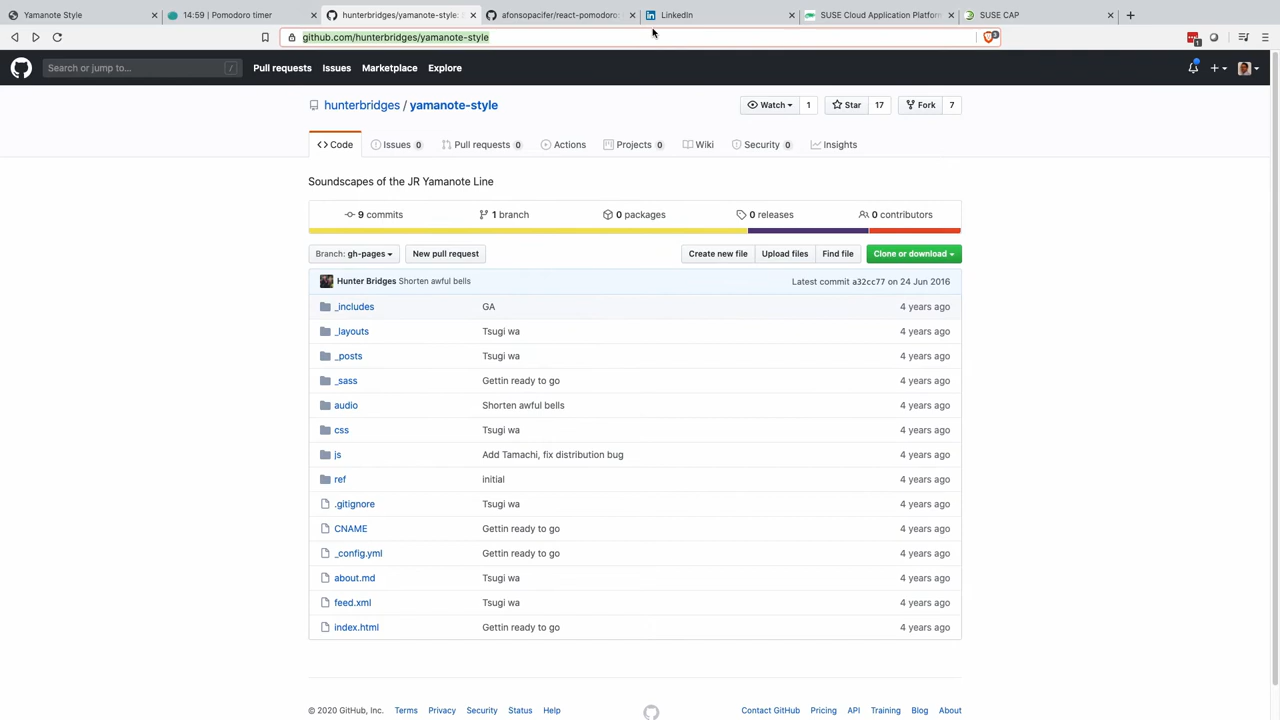 Yamanote Style
14:59 | Pomodoro timer
hunterbridges/yamanote-style:
afonsopacifer/react-pomodoro:
LinkedIn
SUSE Cloud Application Platform
SUSE CAP
github.com/hunterbridges/yamanote-style
Search or jump to...
/
Pull requests
Issues
Marketplace
Explore
hunterbridges / yamanote-style
Watch 1
Star 17
Fork 7
Code
Issues 0
Pull requests 0
Actions
Projects 0
Wiki
Security 0
Insights
Soundscapes of the JR Yamanote Line
9 commits
1 branch
0 packages
0 releases
0 contributors
Branch: gh-pages
New pull request
Create new file
Upload files
Find file
Clone or download
Hunter Bridges Shorten awful bells
Latest commit a32cc77 on 24 Jun 2016
_includes GA 4 years ago
_layouts Tsugi wa 4 years ago
_posts Tsugi wa 4 years ago
_sass Gettin ready to go 4 years ago
audio Shorten awful bells 4 years ago
css Tsugi wa 4 years ago
js Add Tamachi, fix distribution bug 4 years ago
ref initial 4 years ago
.gitignore Tsugi wa 4 years ago
CNAME Gettin ready to go 4 years ago
_config.yml Gettin ready to go 4 years ago
about.md Tsugi wa 4 years ago
feed.xml Tsugi wa 4 years ago
index.html Gettin ready to go 4 years ago
© 2020 GitHub, Inc.
Terms
Privacy
Security
Status
Help
Contact GitHub
Pricing
API
Training
Blog
About